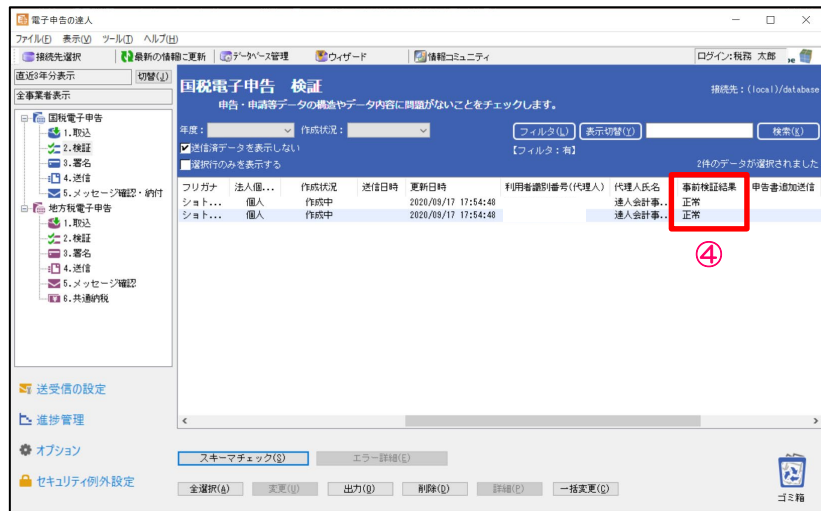 電子申告の達人
ファイル(F) 表示(V) ツール(T) ヘルプ(H)
接続先選択 最新の情報に更新 データベース管理 ウィザード 情報コミュニティ ログイン:税務 太郎
直近3年分表示 切替(J)
全事業者表示
国税電子申告
1.取込
2.検証
3.署名
4.送信
5.メッセージ確認・納付
地方税電子申告
1.取込
2.検証
3.署名
4.送信
5.メッセージ確認
6.共通納税
送受信の設定
進捗管理
オプション
セキュリティ例外設定
国税電子申告 検証
接続先:(local)/database
申告・申請等データの構造やデータ内容に問題がないことをチェックします。
年度: 作成状況: フィルタ(L) 表示切替(Y) 検索(K)
送信済データを表示しない 【フィルタ:有】
選択行のみを表示する 2件のデータが選択されました
フリガナ 法人個... 作成状況 送信日時 更新日時 利用者識別番号(代理人) 代理人氏名 事前検証結果 申告書追加送信
ショト... 個人 作成中 2020/09/17 17:54:48 達人会計事... 正常
ショト... 個人 作成中 2020/09/17 17:54:48 達人会計事... 正常
④
スキーマチェック(S) エラー詳細(E)
全選択(A) 変更(U) 出力(O) 削除(D) 詳細(P) 一括変更(C)
ゴミ箱